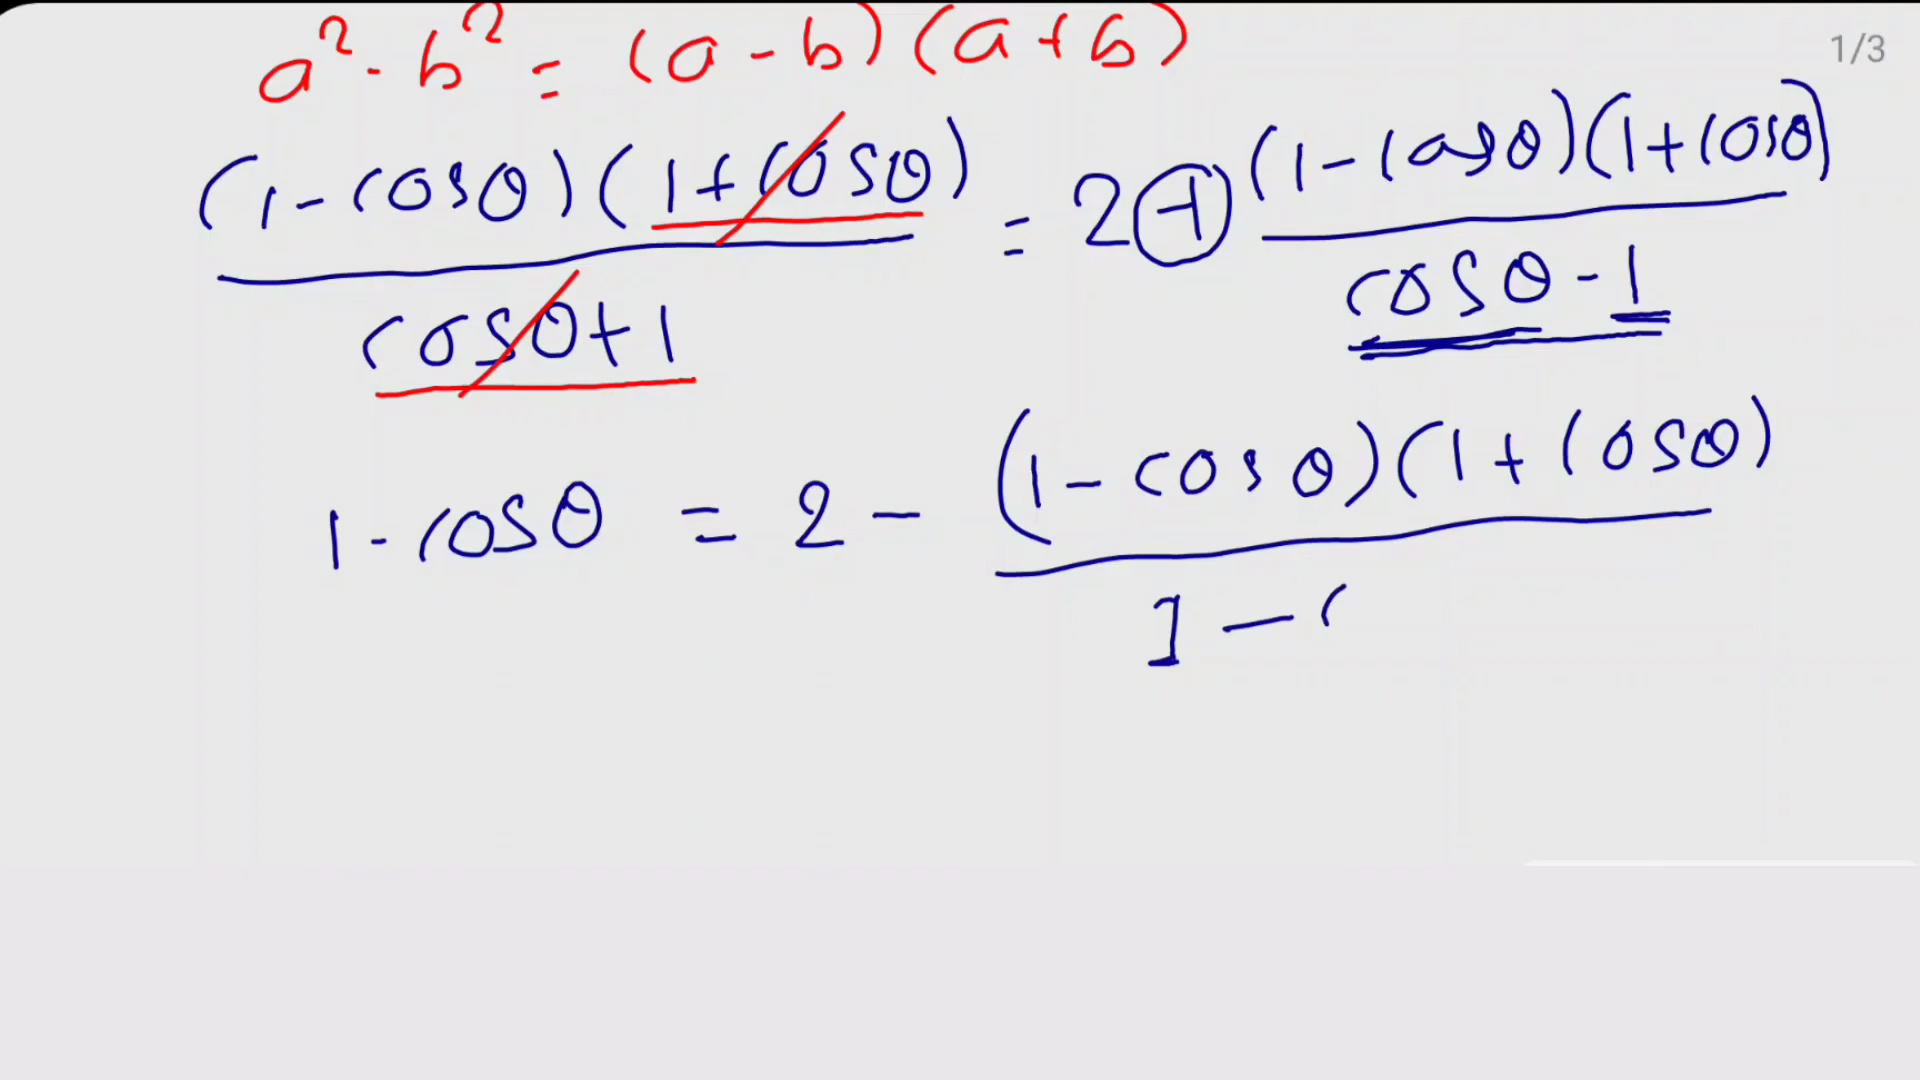 a² - b² = (a - b) (a + b)
1/3
(1 - cosθ) (1 + cosθ) / cosθ + 1 = 2 + (1 - cosθ)(1 + cosθ) / cosθ - 1
1 - cosθ = 2 - (1 - cosθ)(1 + cosθ) / 1 - (